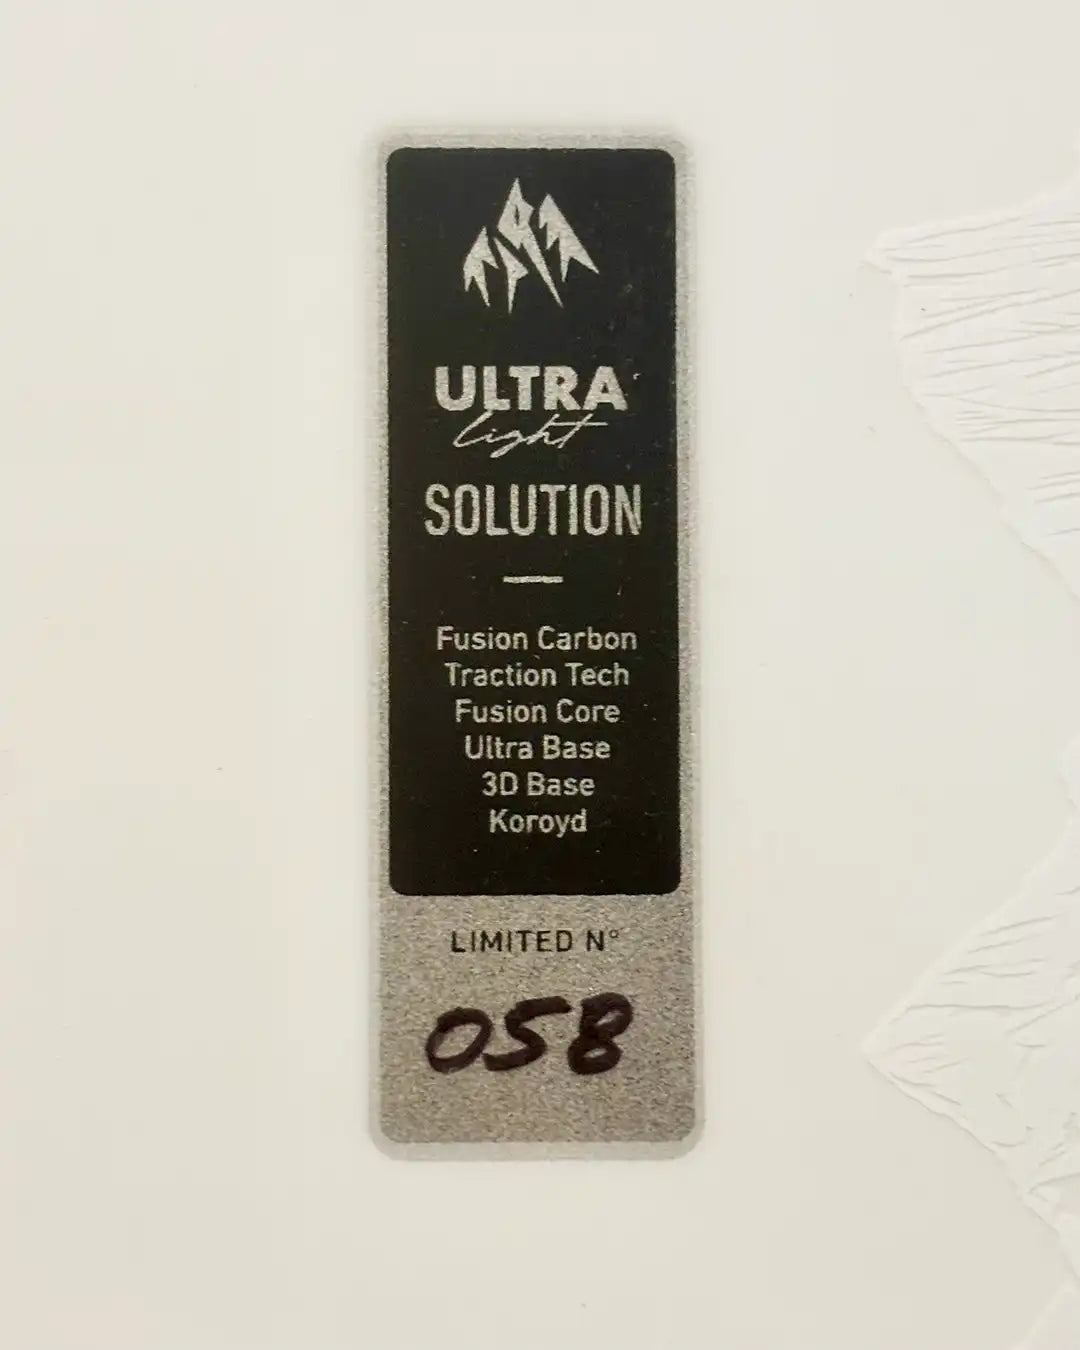 ULTRA
light
SOLUTION
Fusion Carbon
Traction Tech
Fusion Core
Ultra Base
3D Base
Koroyd
LIMITED N°
058